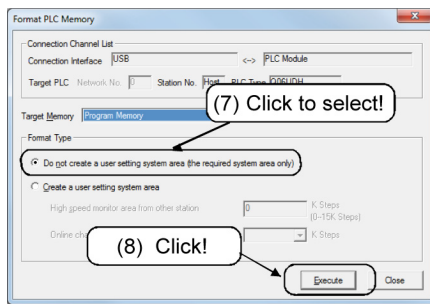 Format PLC Memory
Connection Channel List
Connection Interface USB <--> PLC Module
Target PLC Network No. 0 Station No. Host PLC Type Q06UDH
(7) Click to select!
Target Memory Program Memory
Format Type
Do not create a user setting system area (the required system area only)
Create a user setting system area
High speed monitor area from other station 0 K Steps
(0-15K Steps)
Online K Steps
(8) Click!
Execute Close